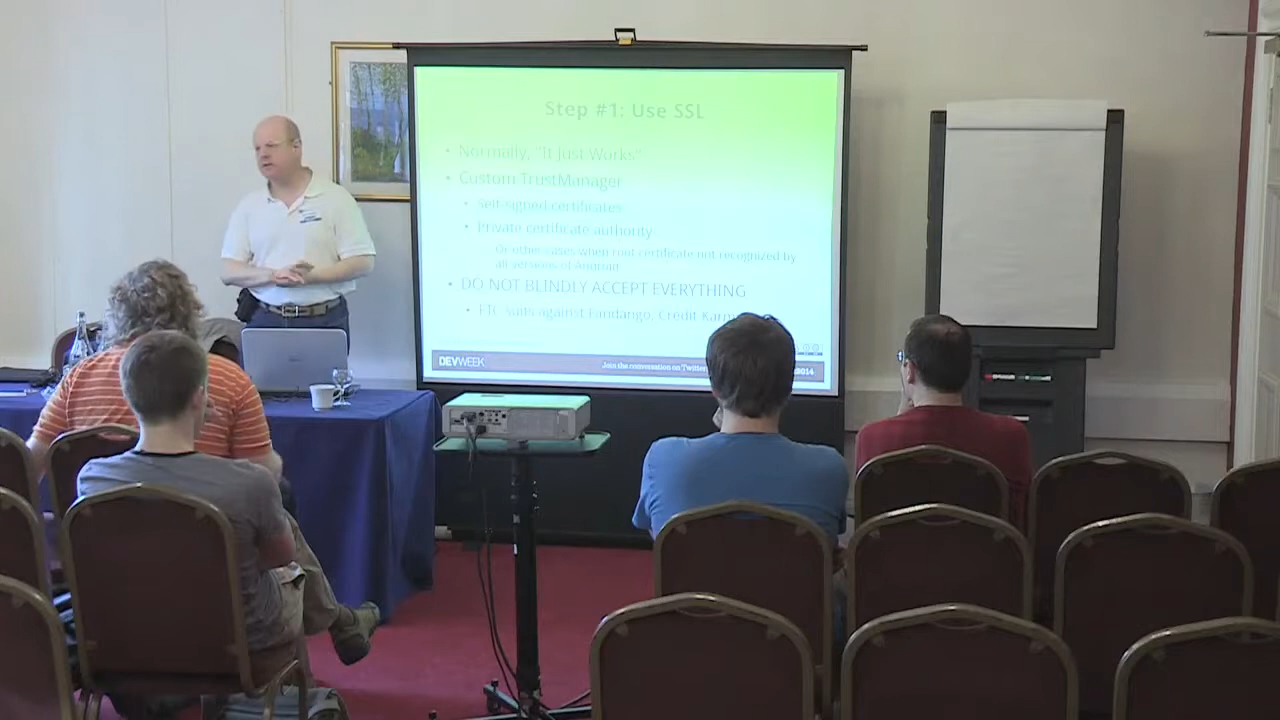 Step #1: Use SSL
• Normally, "It Just Works"
• Custom TrustManager
• Self-signed certificates
• Private certificate authority
Or other cases when root certificate not recognized by
all versions of Android
• DO NOT BLINDLY ACCEPT EVERYTHING
• FTC suits against Fandango, Credit
DEVWEEK
Join the conversation on Twitter